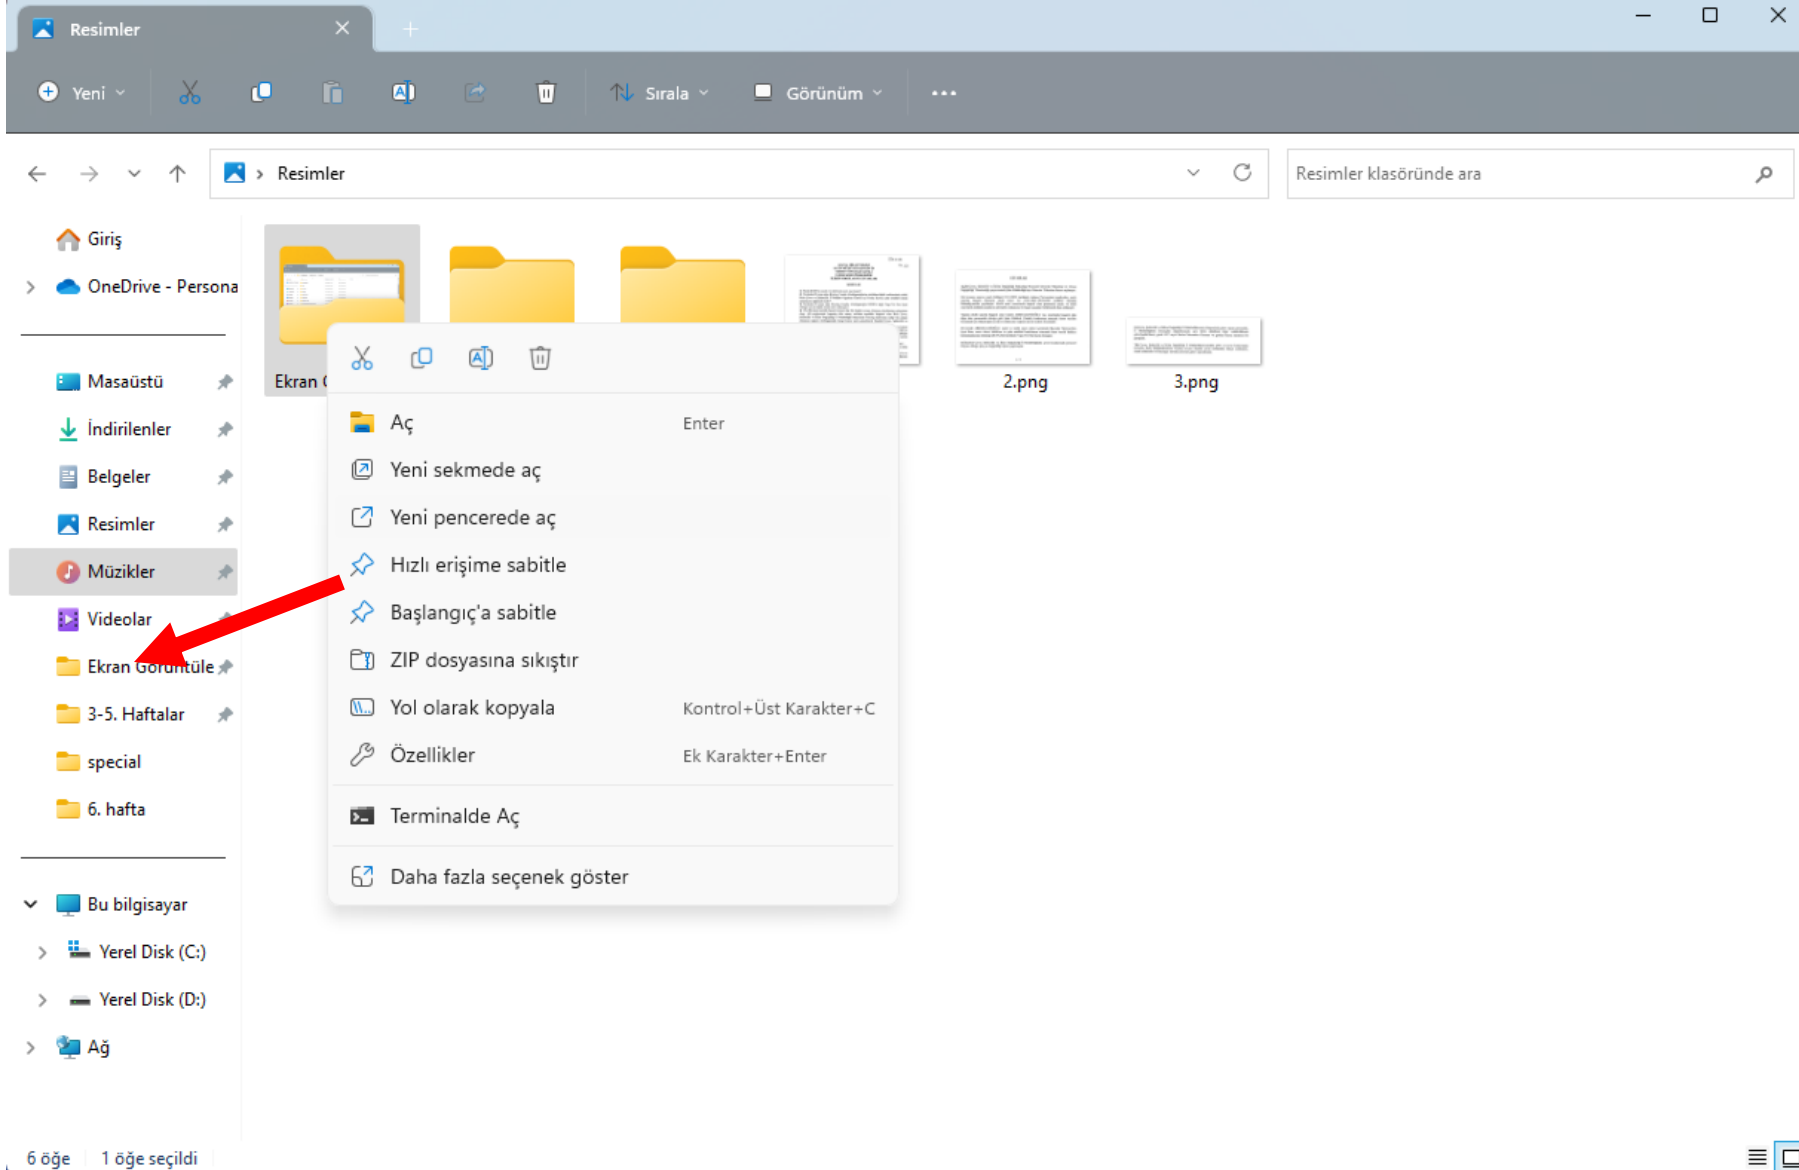 Resimler
Yeni
Sırala
Görünüm
Resimler
Resimler klasöründe ara
Giriş
OneDrive - Persona
Masaüstü
İndirilenler
Belgeler
Resimler
Müzikler
Videolar
Ekran Görüntüle
3-5. Haftalar
special
6. hafta
Bu bilgisayar
Yerel Disk (C:)
Yerel Disk (D:)
Ağ
Ekran
2.png
3.png
Aç Enter
Yeni sekmede aç
Yeni pencerede aç
Hızlı erişime sabitle
Başlangıç'a sabitle
ZIP dosyasına sıkıştır
Yol olarak kopyala Kontrol+Üst Karakter+C
Özellikler Ek Karakter+Enter
Terminalde Aç
Daha fazla seçenek göster
6 öğe 1 öğe seçildi